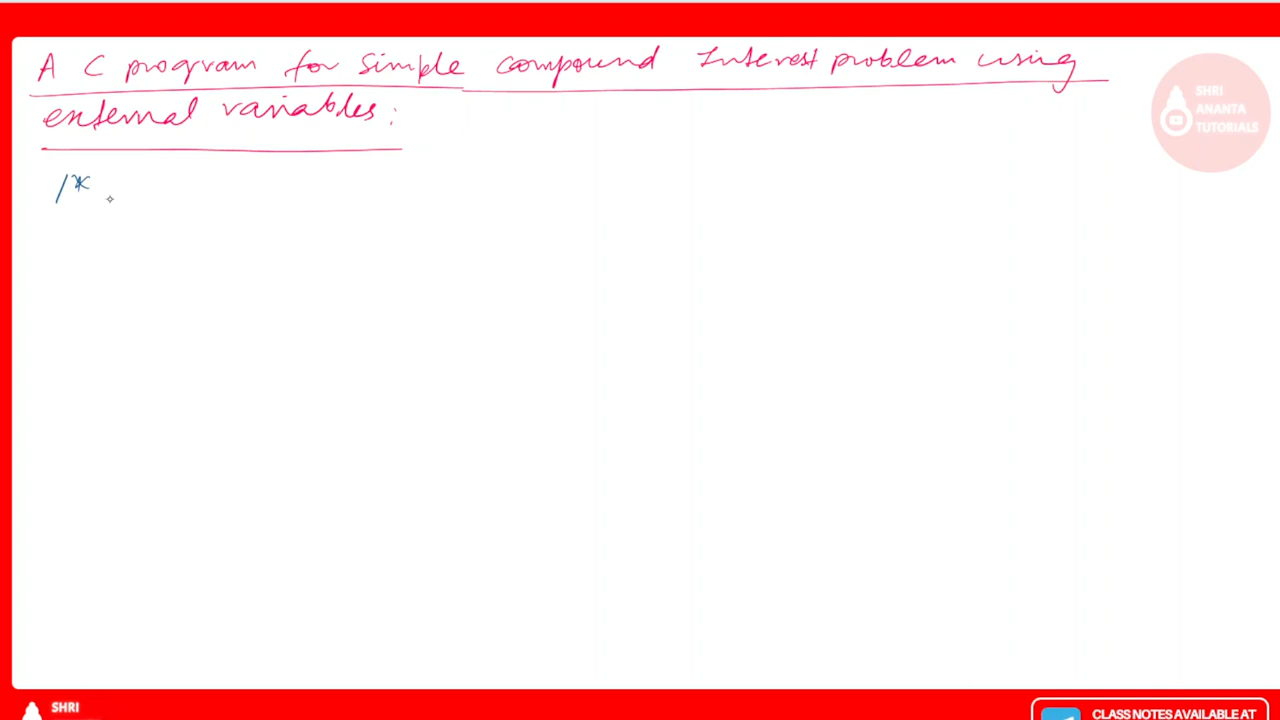 A C program for simple compound Interest problem using
external variables:
/*
SHRI
ANANTA
TUTORIALS
SHRI
CLASS NOTES AVAILABLE AT